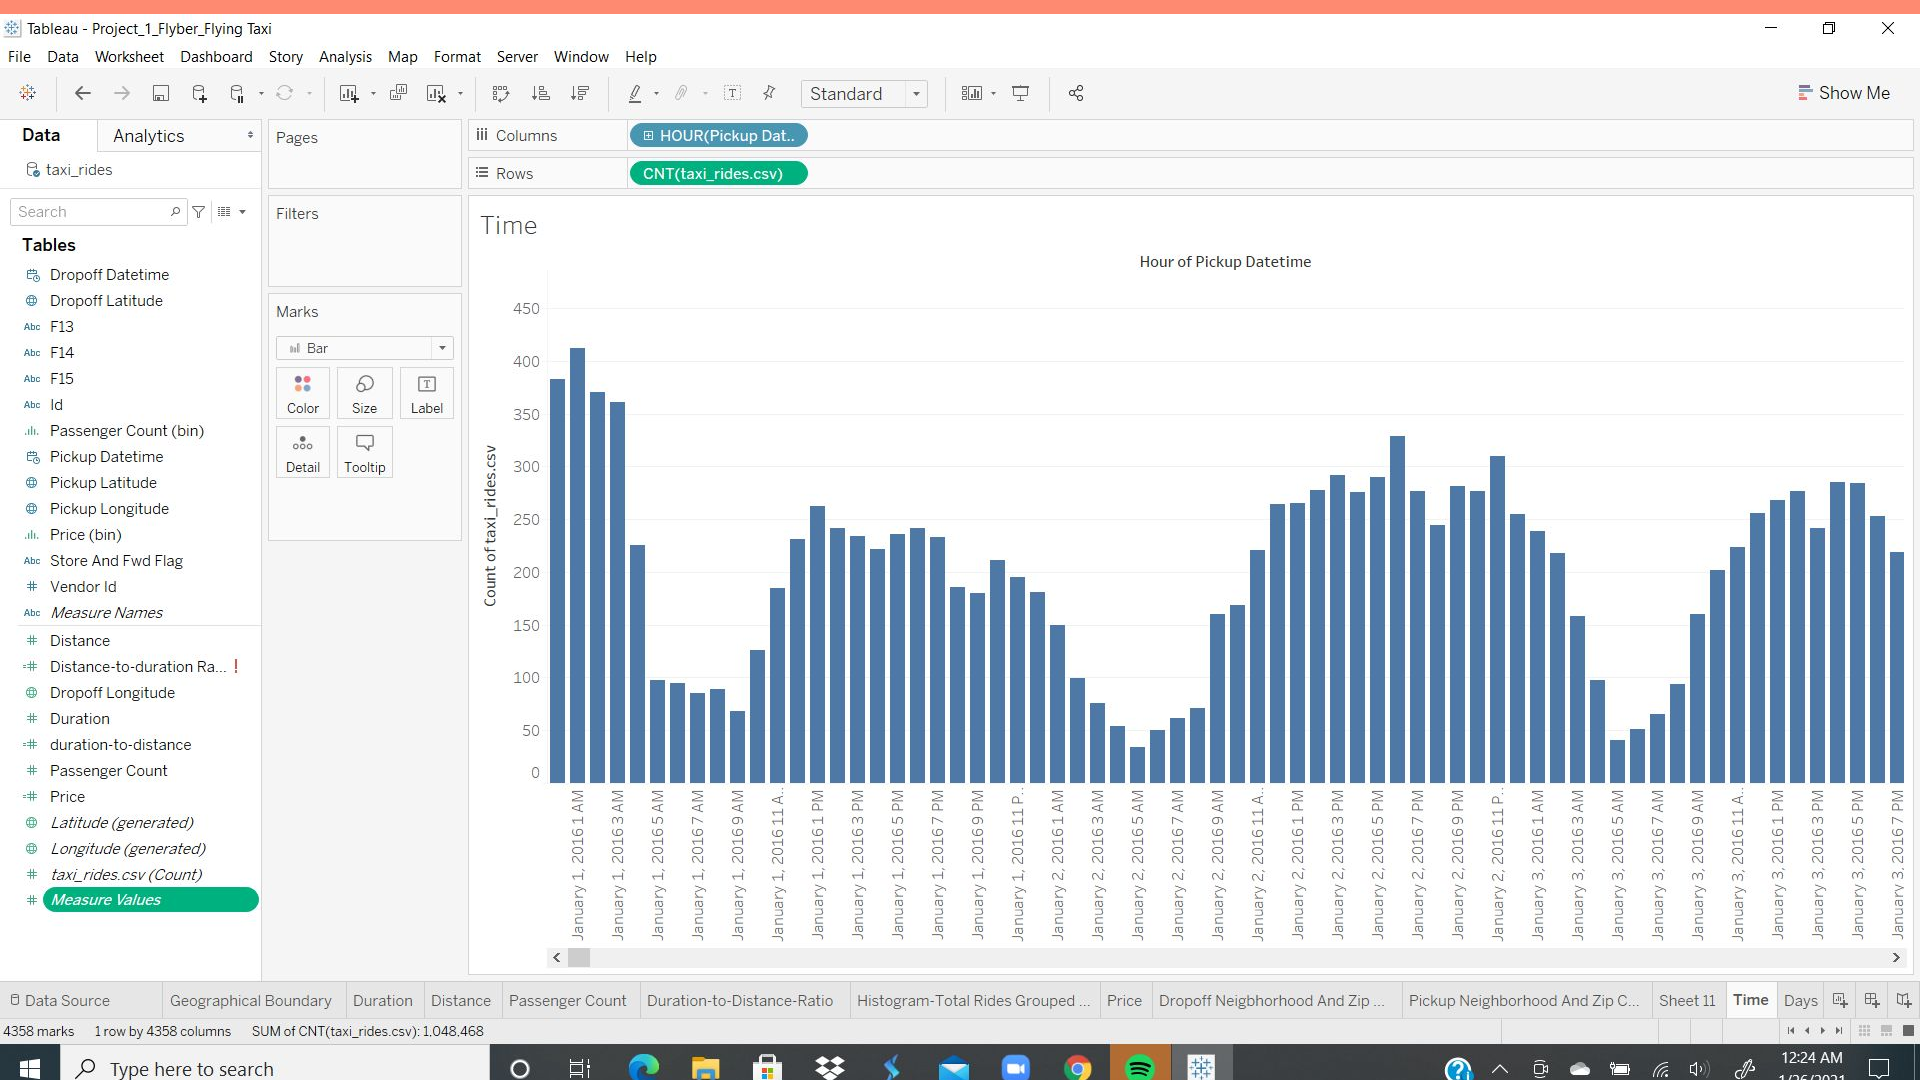 Tableau - Project_1_Flyber_Flying Taxi
File Data Worksheet Dashboard Story Analysis Map Format Server Window Help
Standard
Show Me
Data Analytics
taxi_rides
Search
Tables
Dropoff Datetime
Dropoff Latitude
Abc F13
Abc F14
Abc F15
Abc Id
Passenger Count (bin)
Pickup Datetime
Pickup Latitude
Pickup Longitude
Price (bin)
Abc Store And Fwd Flag
# Vendor Id
Abc Measure Names
# Distance
=# Distance-to-duration Ra... !
Dropoff Longitude
# Duration
=# duration-to-distance
# Passenger Count
=# Price
Latitude (generated)
Longitude (generated)
# taxi_rides.csv (Count)
# Measure Values
Pages
Filters
Marks
Bar
Color Size Label
Detail Tooltip
Columns HOUR(Pickup Dat..
Rows CNT(taxi_rides.csv)
Time
Hour of Pickup Datetime
Count of taxi_rides.csv
450
400
350
300
250
200
150
100
50
0
January 1, 2016 1 AM
January 1, 2016 3 AM
January 1, 2016 5 AM
January 1, 2016 7 AM
January 1, 2016 9 AM
January 1, 2016 11 A..
January 1, 2016 1 PM
January 1, 2016 3 PM
January 1, 2016 5 PM
January 1, 2016 7 PM
January 1, 2016 9 PM
January 1, 2016 11 P..
January 2, 2016 1 AM
January 2, 2016 3 AM
January 2, 2016 5 AM
January 2, 2016 7 AM
January 2, 2016 9 AM
January 2, 2016 11 A..
January 2, 2016 1 PM
January 2, 2016 3 PM
January 2, 2016 5 PM
January 2, 2016 7 PM
January 2, 2016 9 PM
January 2, 2016 11 P..
January 3, 2016 1 AM
January 3, 2016 3 AM
January 3, 2016 5 AM
January 3, 2016 7 AM
January 3, 2016 9 AM
January 3, 2016 11 A..
January 3, 2016 1 PM
January 3, 2016 3 PM
January 3, 2016 5 PM
January 3, 2016 7 PM
Data Source Geographical Boundary Duration Distance Passenger Count Duration-to-Distance-Ratio Histogram-Total Rides Grouped ... Price Dropoff Neigbhorhood And Zip ... Pickup Neighborhood And Zip C... Sheet 11 Time Days
4358 marks 1 row by 4358 columns SUM of CNT(taxi_rides.csv): 1,048,468
Type here to search
12:24 AM
1/26/2021